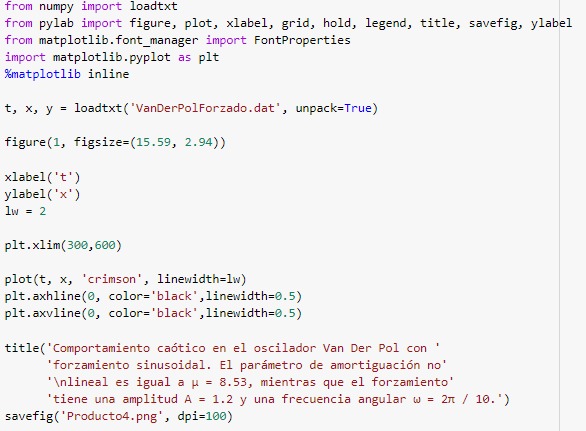 from numpy import loadtxt
from pylab import figure, plot, xlabel, grid, hold, legend, title, savefig, ylabel
from matplotlib.font_manager import FontProperties
import matplotlib.pyplot as plt
%matplotlib inline
t, x, y = loadtxt('VanDerPolForzado.dat', unpack=True)
figure(1, figsize=(15.59, 2.94))
xlabel('t')
ylabel('x')
lw = 2
plt.xlim(300,600)
plot(t, x, 'crimson', linewidth=lw)
plt.axhline(0, color='black',linewidth=0.5)
plt.axvline(0, color='black',linewidth=0.5)
title('Comportamiento caótico en el oscilador Van Der Pol con '
'forzamiento sinusoidal. El parámetro de amortiguación no'
'\nlineal es igual a μ = 8.53, mientras que el forzamiento'
'tiene una amplitud A = 1.2 y una frecuencia angular ω = 2π / 10.')
savefig('Producto4.png', dpi=100)